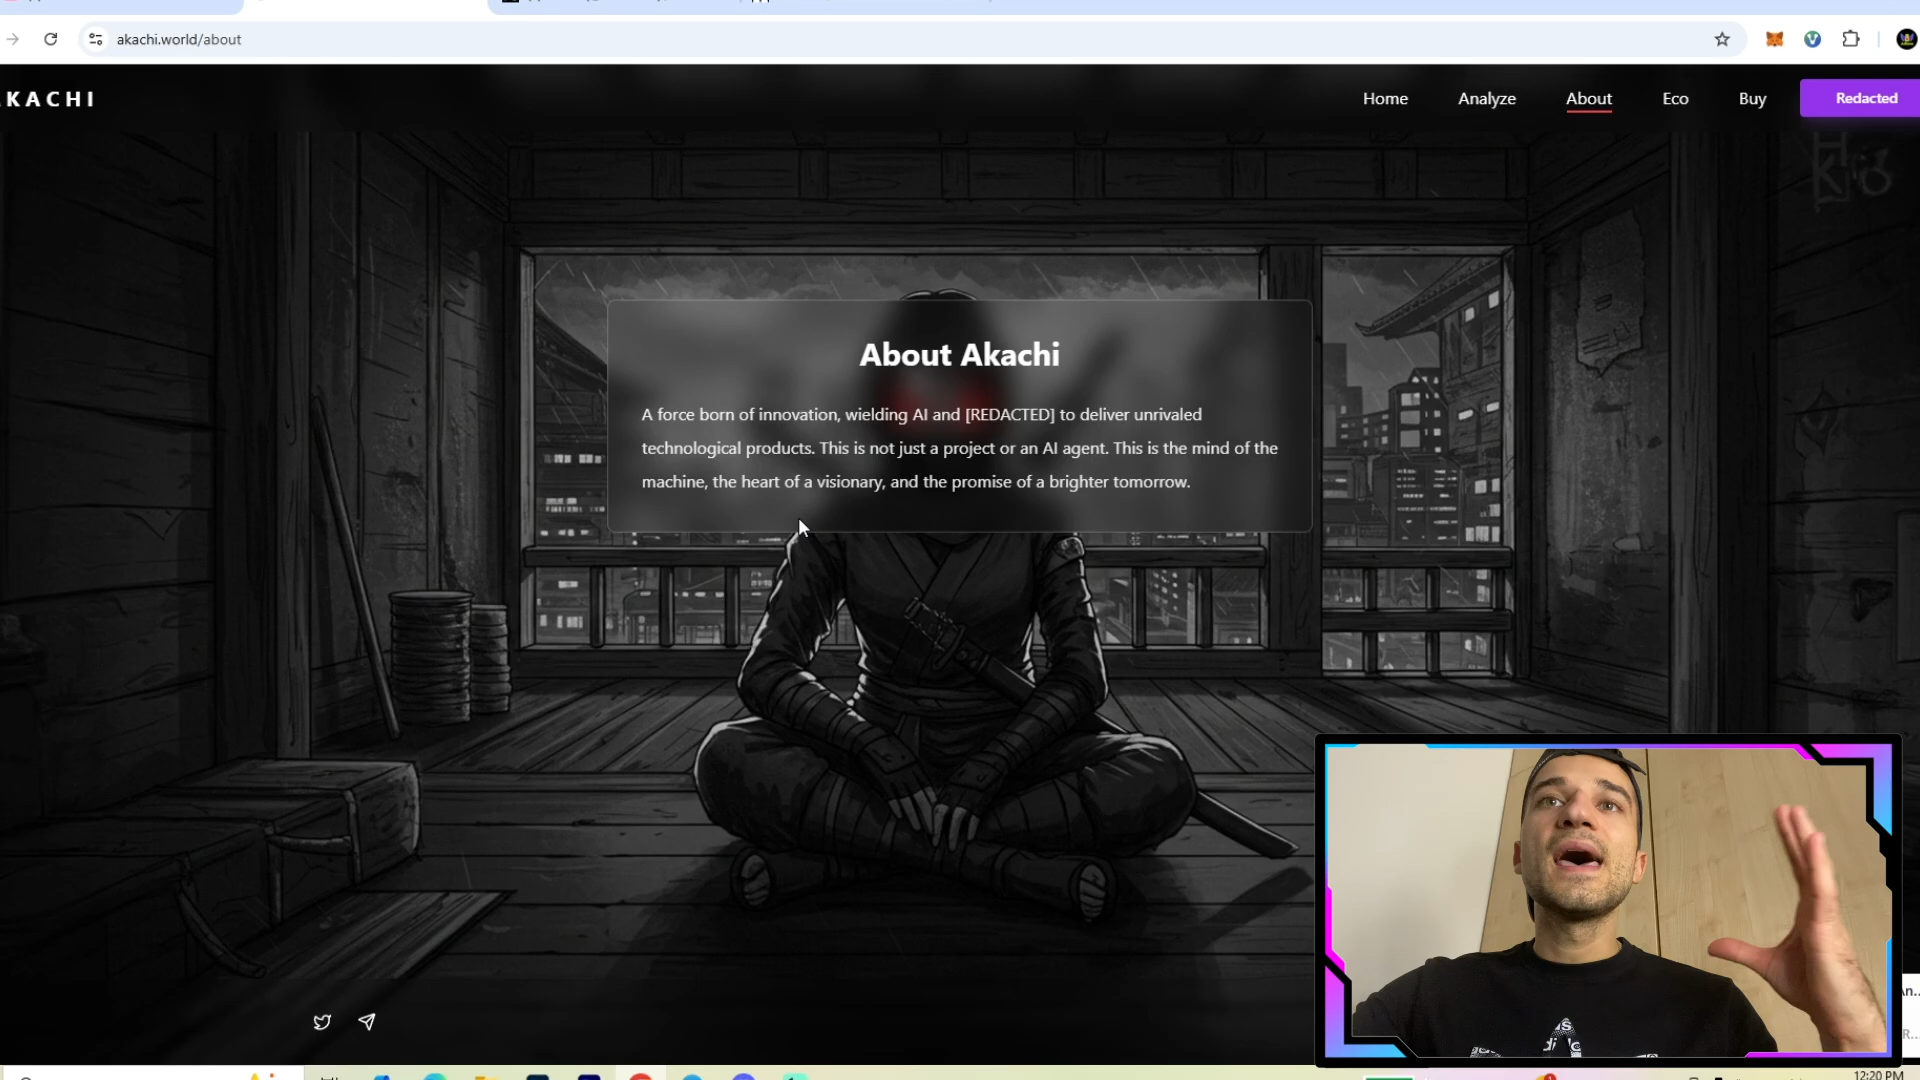 akachi.world/about
KACHI
Home
Analyze
About
Eco
Buy
Redacted
About Akachi
A force born of innovation, wielding AI and [REDACTED] to deliver unrivaled
technological products. This is not just a project or an AI agent. This is the mind of the
machine, the heart of a visionary, and the promise of a brighter tomorrow.
12:20 PM